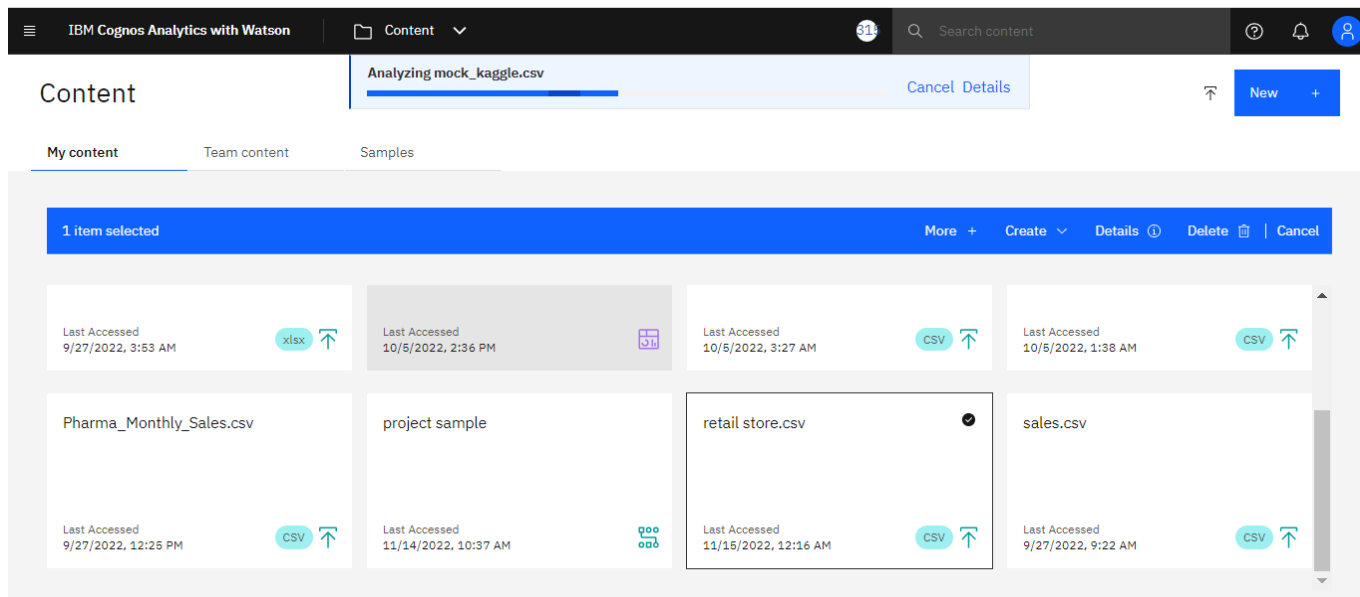 IBM Cognos Analytics with Watson
Content
315
Search content
Analyzing mock_kaggle.csv
Cancel Details
Content
New +
My content
Team content
Samples
1 item selected
More +
Create
Details
Delete
Cancel
Last Accessed
9/27/2022, 3:53 AM
xlsx
Last Accessed
10/5/2022, 2:36 PM
Last Accessed
10/5/2022, 3:27 AM
CSV
Last Accessed
10/5/2022, 1:38 AM
CSV
Pharma_Monthly_Sales.csv
Last Accessed
9/27/2022, 12:25 PM
CSV
project sample
Last Accessed
11/14/2022, 10:37 AM
retail store.csv
Last Accessed
11/15/2022, 12:16 AM
CSV
sales.csv
Last Accessed
9/27/2022, 9:22 AM
CSV